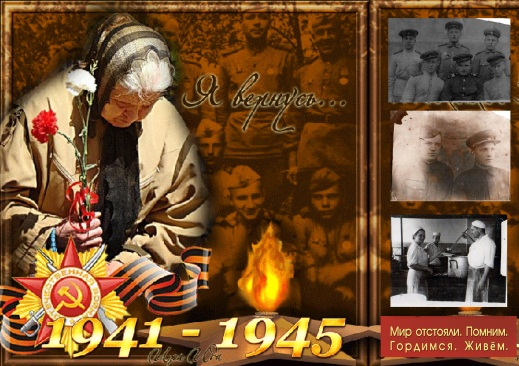 Я вернусь...
1941 - 1945
Мир отстояли. Помним.
Гордимся. Живём.